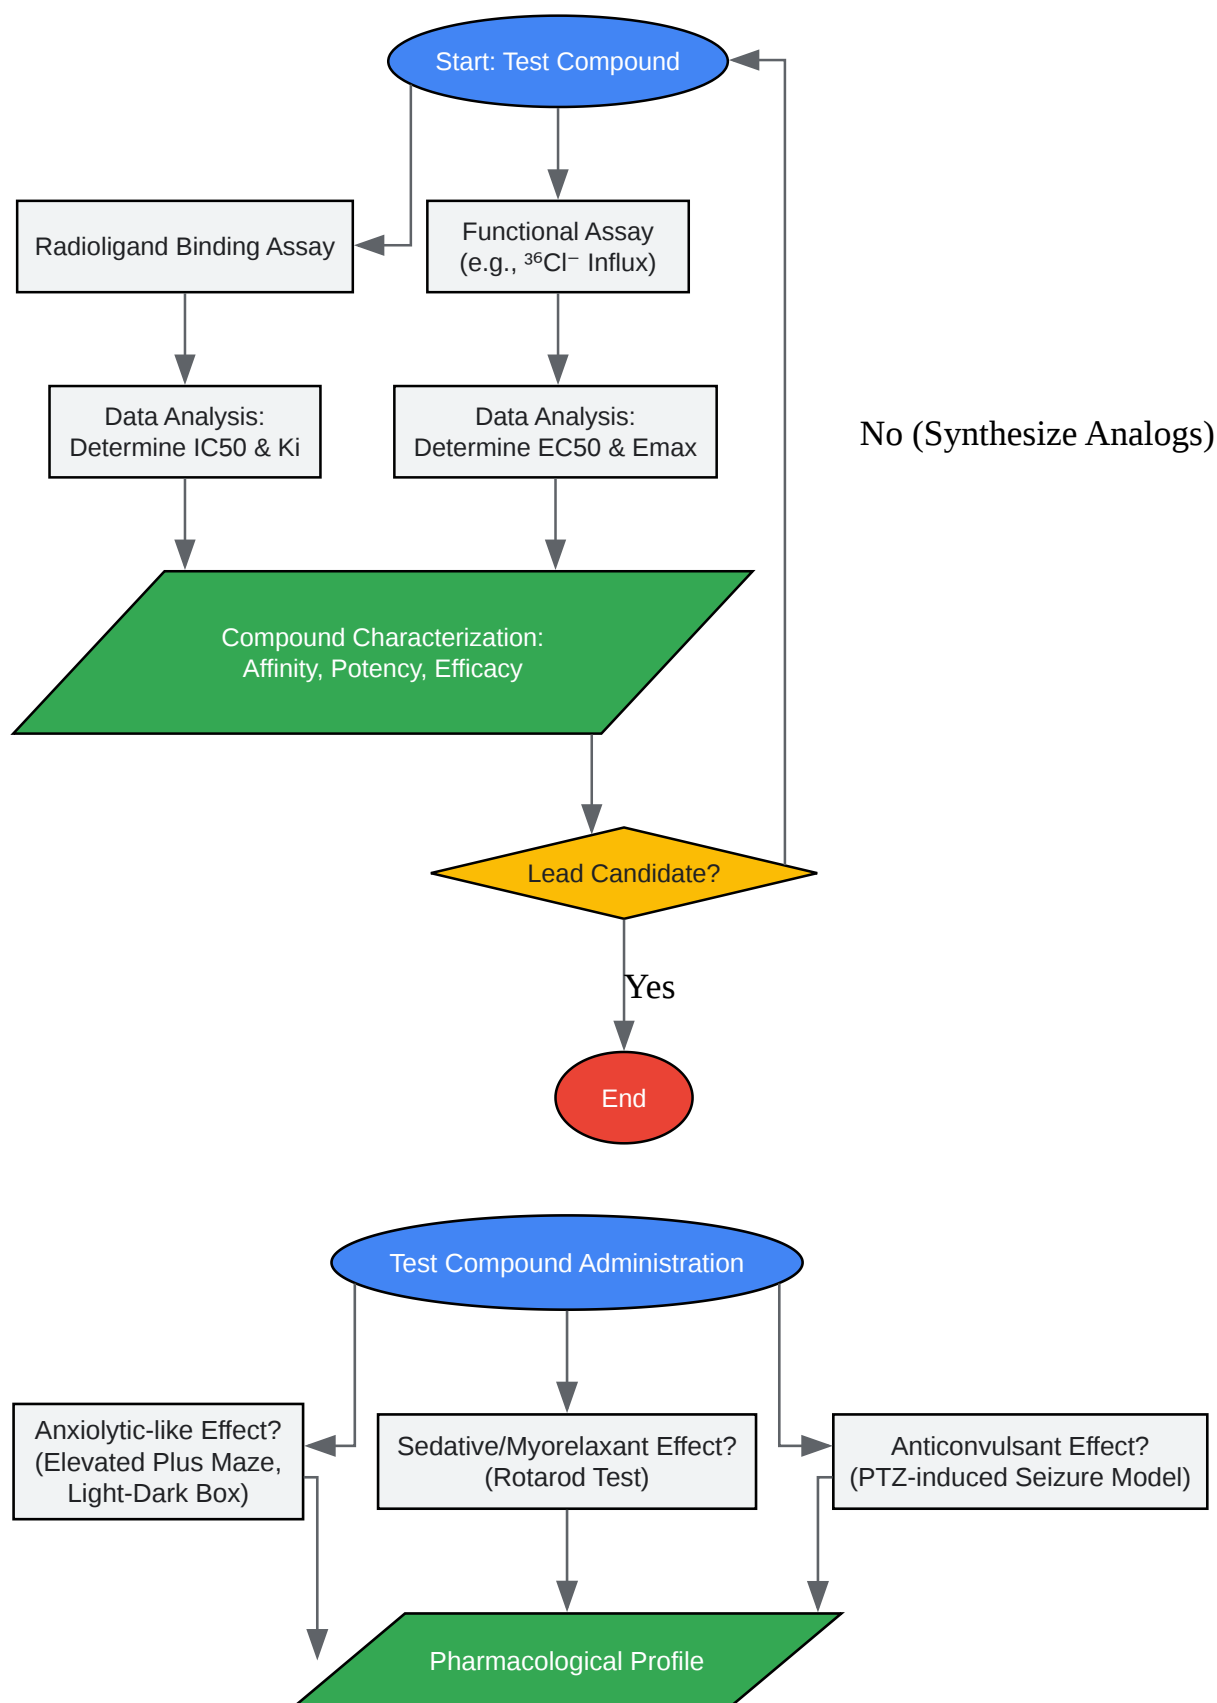 Start: Test Compound
Radioligand Binding Assay
Functional Assay
(e.g., ³⁶Cl⁻ Influx)
Data Analysis:
Determine IC50 & Ki
Data Analysis:
Determine EC50 & Emax
No (Synthesize Analogs)
Compound Characterization:
Affinity, Potency, Efficacy
Lead Candidate?
Yes
End
Test Compound Administration
Anxiolytic-like Effect?
(Elevated Plus Maze,
Light-Dark Box)
Sedative/Myorelaxant Effect?
(Rotarod Test)
Anticonvulsant Effect?
(PTZ-induced Seizure Model)
Pharmacological Profile